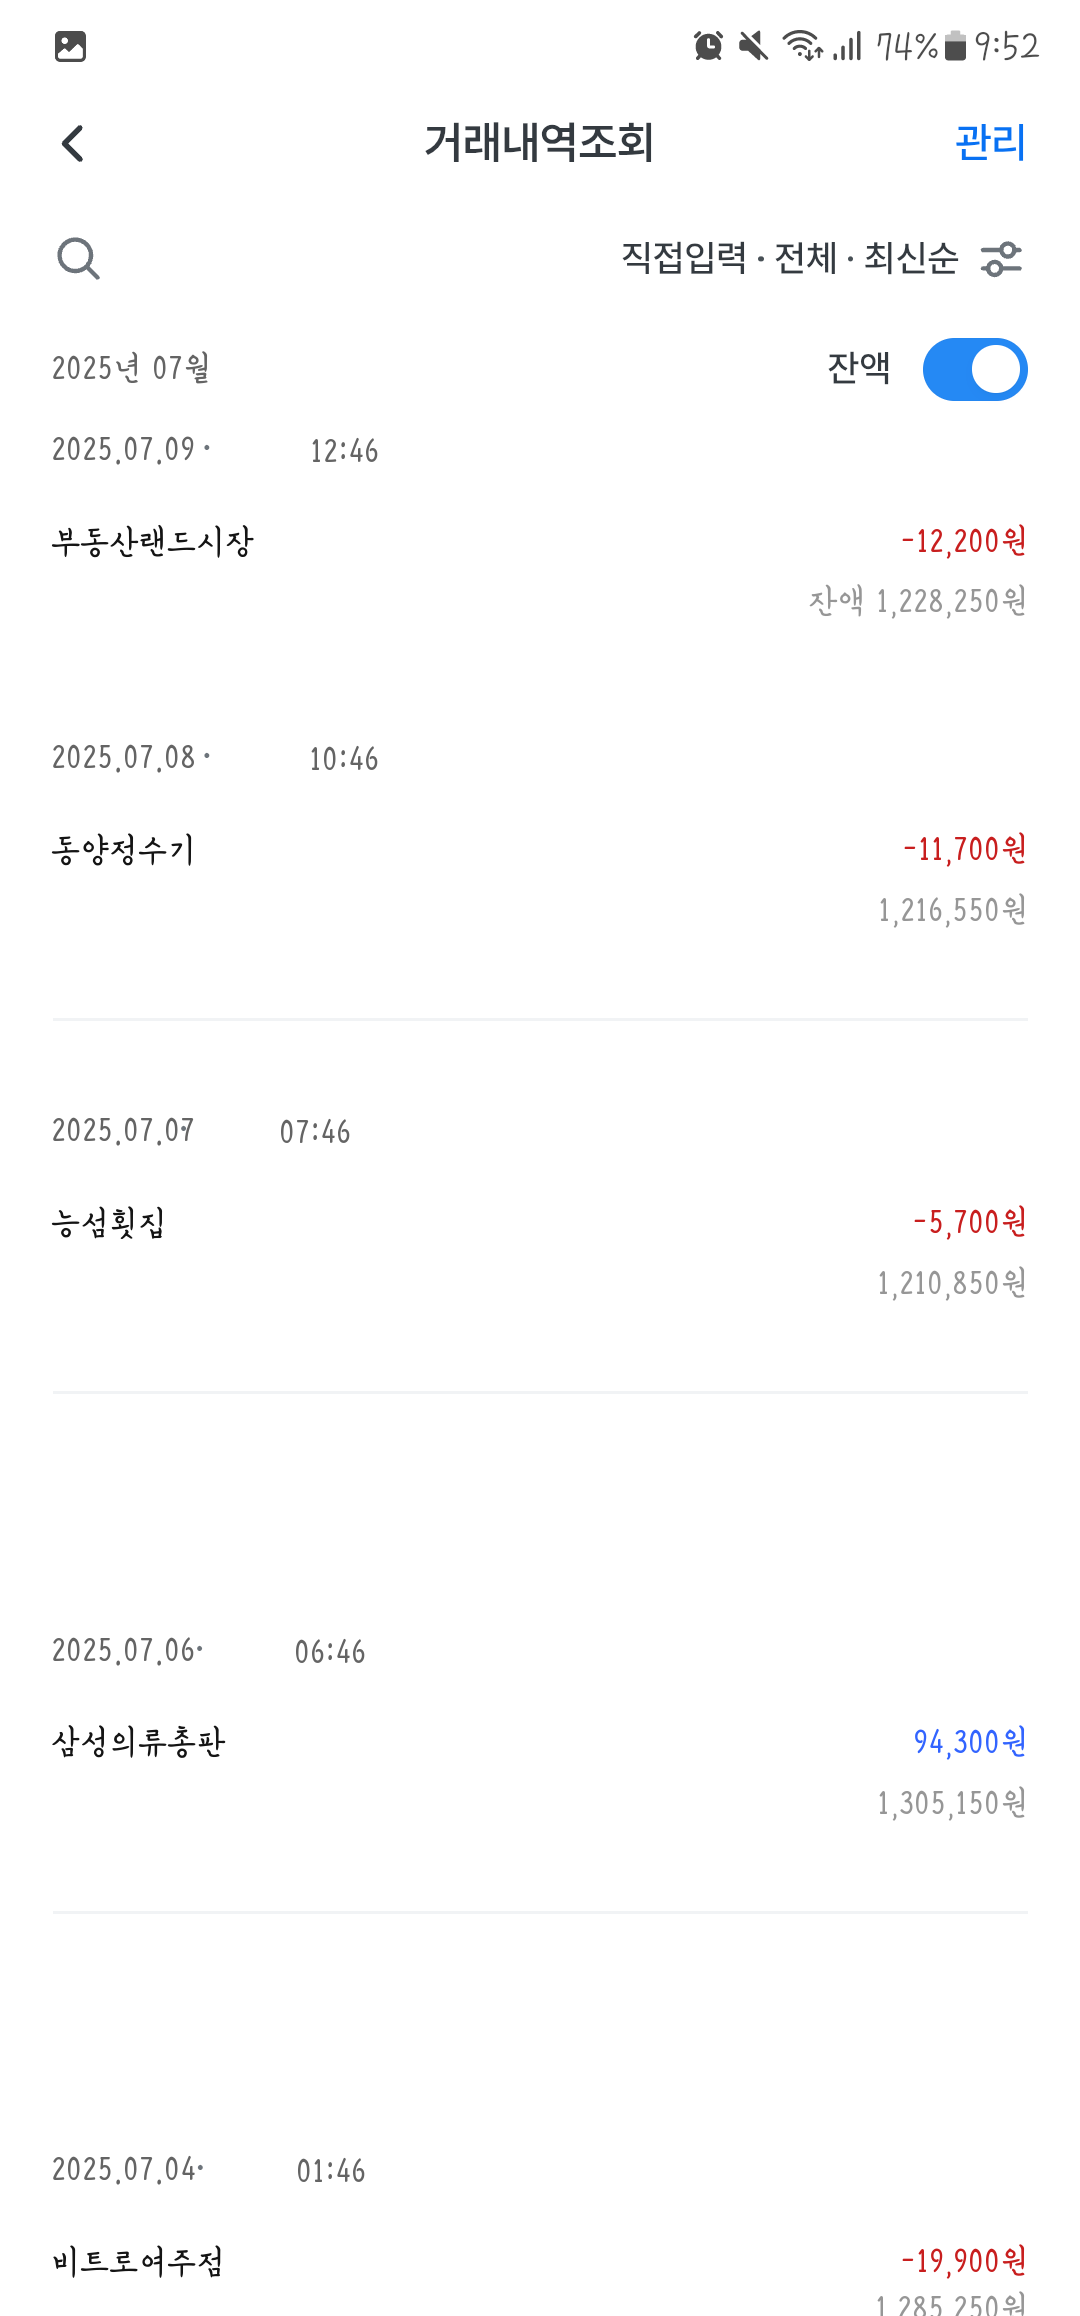 74% 9:52
거래내역조회 관리
직접입력 · 전체 · 최신순
2025년 07월 잔액
2025.07.09 · 12:46
부동산랜드시장 -12,200원
잔액 1,228,250원
2025.07.08 · 10:46
동양정수기 -11,700원
1,216,550원
2025.07.07 07:46
능섬횟집 -5,700원
1,210,850원
2025.07.06· 06:46
삼성의류총판 94,300원
1,305,150원
2025.07.04· 01:46
비트로여주점 -19,900원
1,285,250원